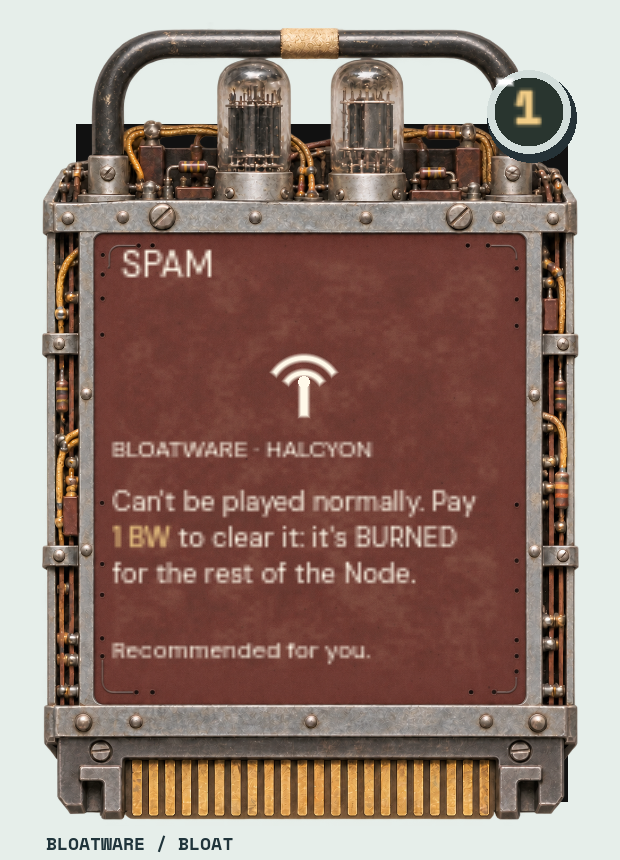 1
SPAM
BLOATWARE · HALCYON
Can't be played normally. Pay
1 BW to clear it: it's BURNED
for the rest of the Node.
Recommended for you.
BLOATWARE / BLOAT